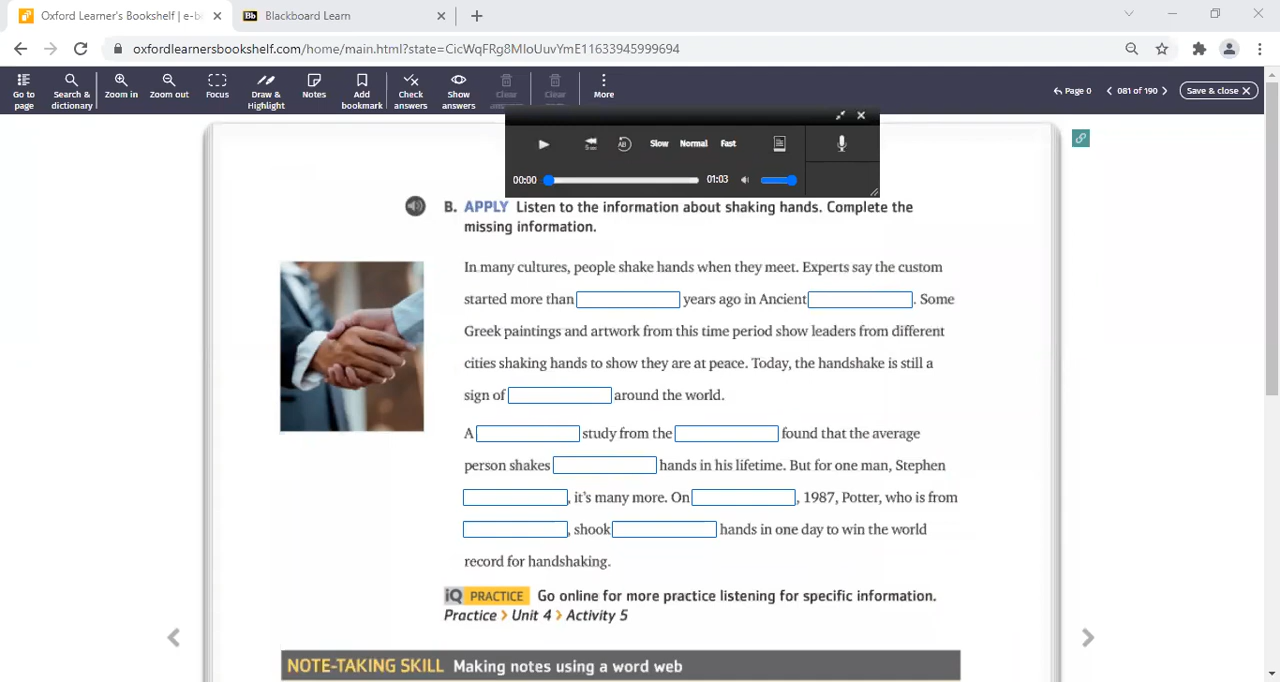 Oxford Learner's Bookshelf | e-b
Bb Blackboard Learn
oxfordlearnersbookshelf.com/home/main.html?state=CicWqFRg8MloUuvYmE11633945999694
Go to page
Search & dictionary
Zoom in
Zoom out
Focus
Draw & Highlight
Notes
Add bookmark
Check answers
Show answers
Clear
Clear
More
Page 0
081 of 190
Save & close
5 sec
AB
Slow Normal Fast
00:00
01:03
B. APPLY Listen to the information about shaking hands. Complete the
missing information.
In many cultures, people shake hands when they meet. Experts say the custom
started more than years ago in Ancient . Some
Greek paintings and artwork from this time period show leaders from different
cities shaking hands to show they are at peace. Today, the handshake is still a
sign of around the world.
A study from the found that the average
person shakes hands in his lifetime. But for one man, Stephen
, it's many more. On , 1987, Potter, who is from
, shook hands in one day to win the world
record for handshaking.
iQ PRACTICE Go online for more practice listening for specific information.
Practice > Unit 4 > Activity 5
NOTE-TAKING SKILL Making notes using a word web